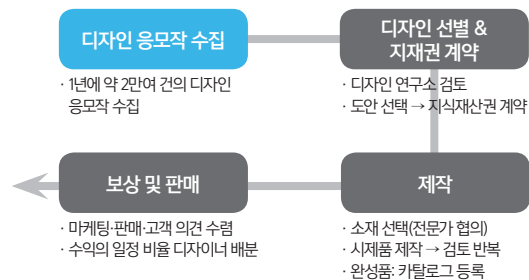 디자인 응모작 수집
· 1년에 약 2만여 건의 디자인
응모작 수집
디자인 선별 &
지재권 계약
· 디자인 연구소 검토
· 도안 선택 → 지식재산권 계약
제작
· 소재 선택(전문가 협의)
· 시제품 제작 → 검토 반복
· 완성품: 카탈로그 등록
보상 및 판매
· 마케팅·판매·고객 의견 수렴
· 수익의 일정 비율 디자이너 배분